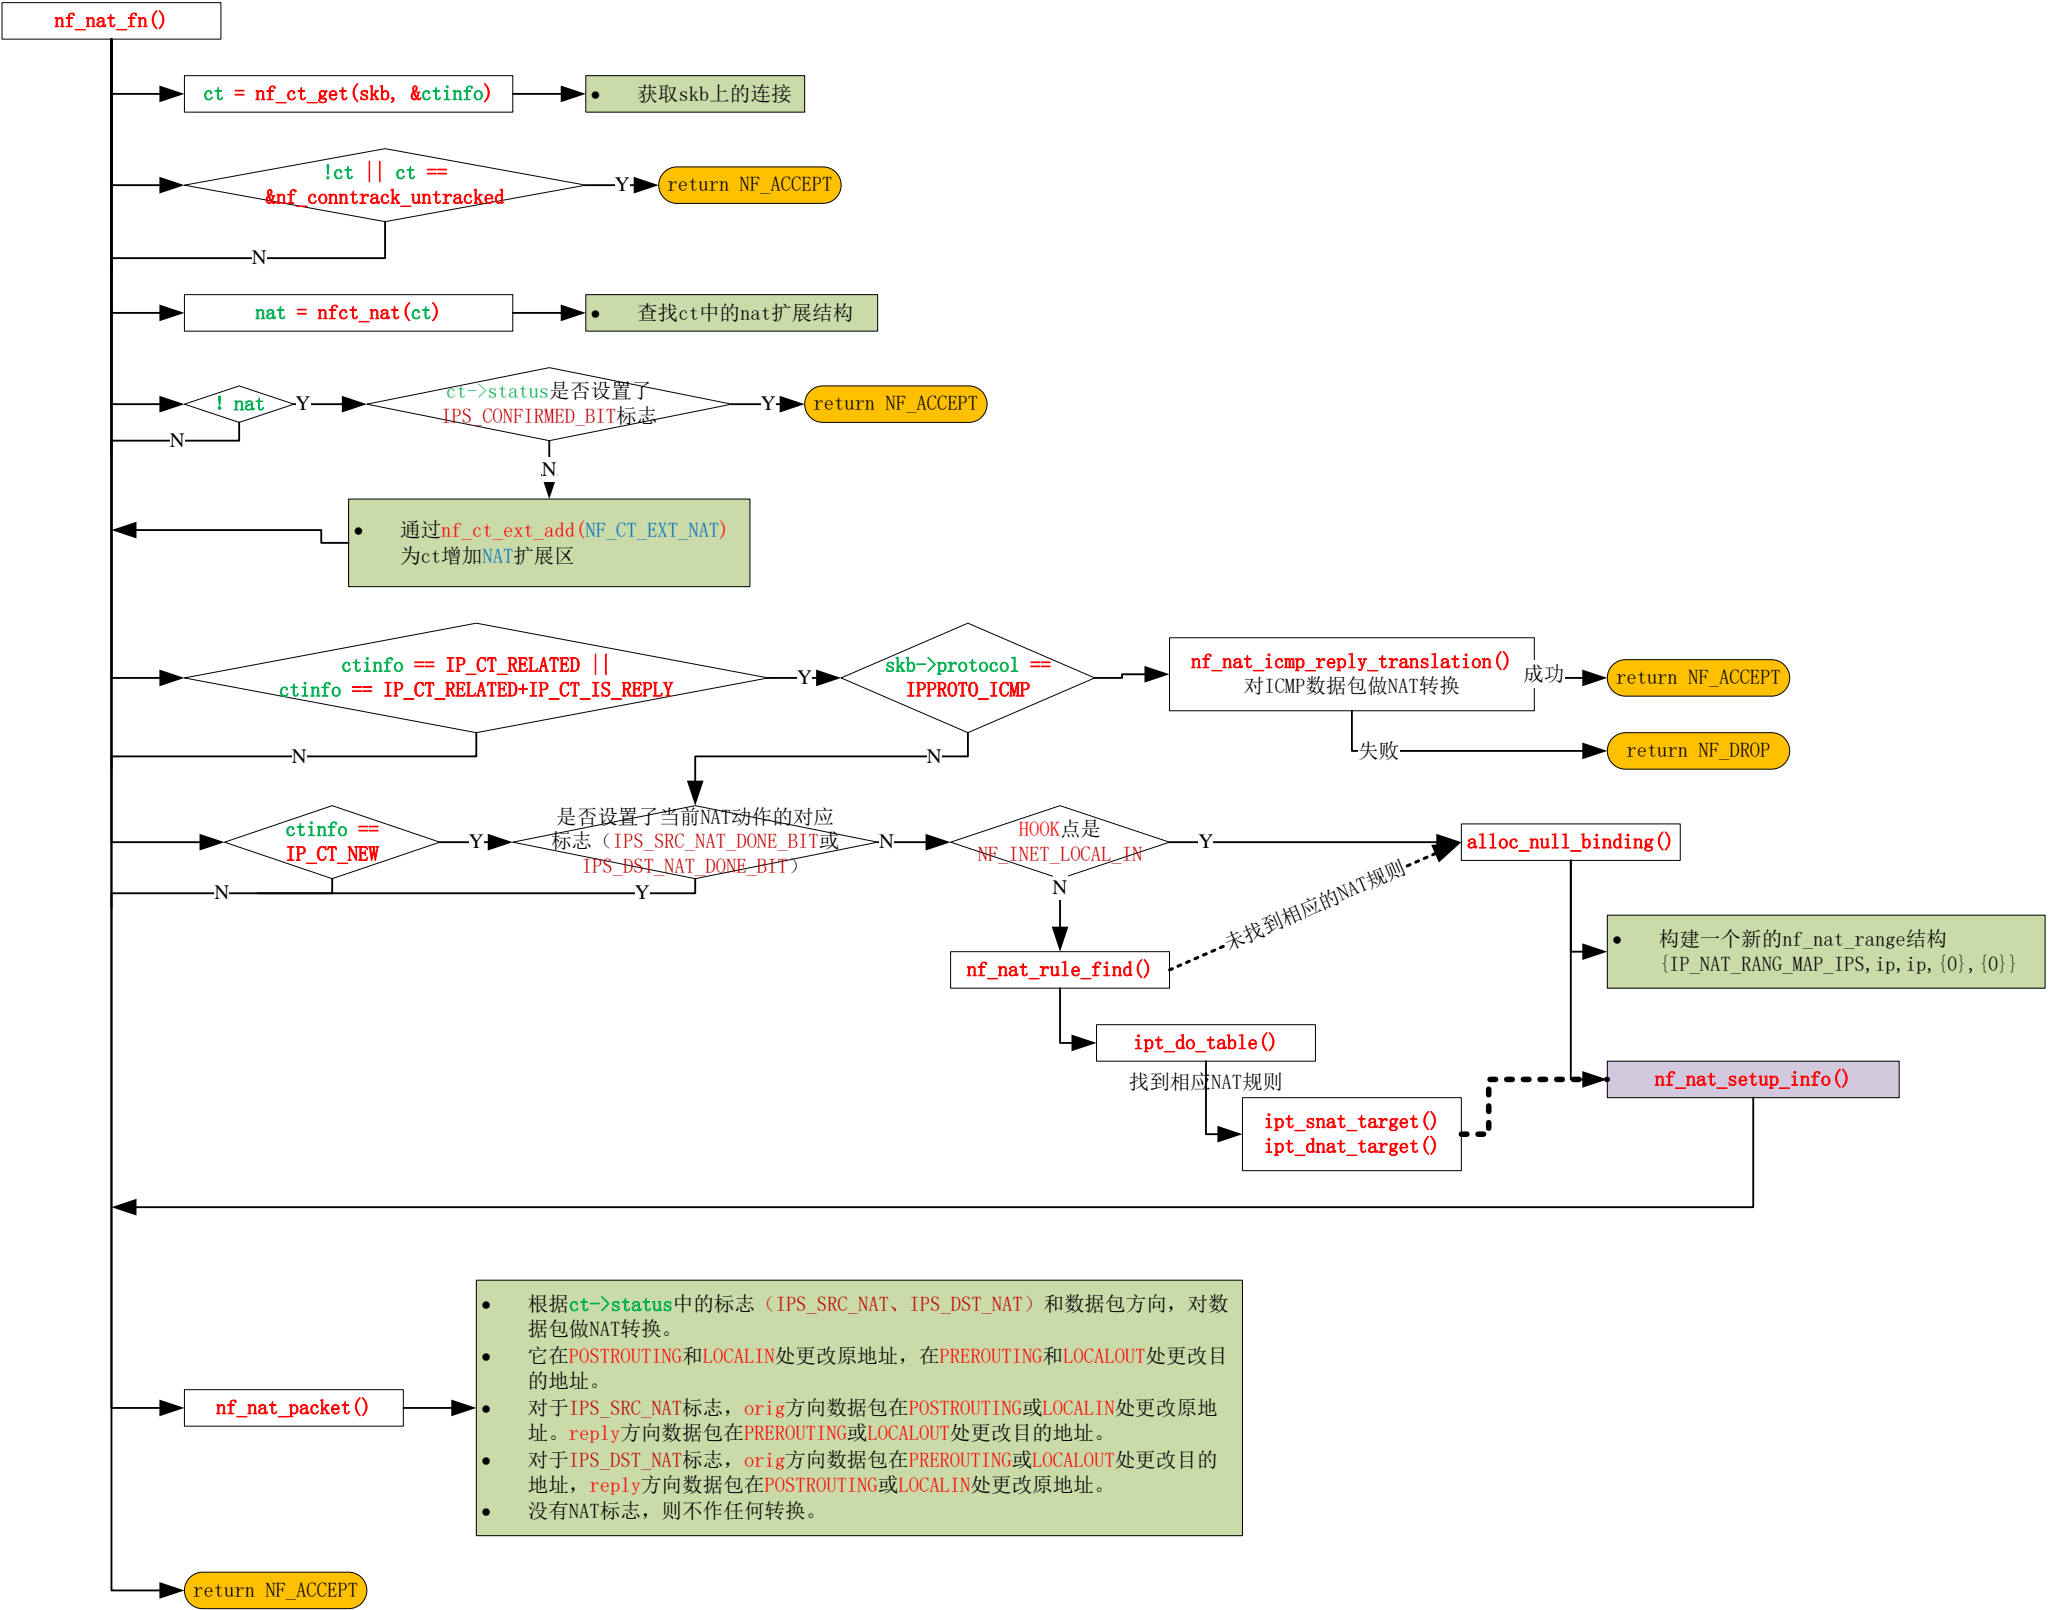 nf_nat_fn()
ct = nf_ct_get(skb, &ctinfo)
● 获取skb上的连接
!ct || ct ==
&nf_conntrack_untracked
Y
return NF_ACCEPT
N
nat = nfct_nat(ct)
● 查找ct中的nat扩展结构
! nat
Y
ct->status是否设置了
IPS_CONFIRMED_BIT标志
Y
return NF_ACCEPT
N
N
● 通过nf_ct_ext_add(NF_CT_EXT_NAT)
为ct增加NAT扩展区
ctinfo == IP_CT_RELATED ||
ctinfo == IP_CT_RELATED+IP_CT_IS_REPLY
Y
skb->protocol ==
IPPROTO_ICMP
nf_nat_icmp_reply_translation()
对ICMP数据包做NAT转换
成功
return NF_ACCEPT
失败
return NF_DROP
N
N
ctinfo ==
IP_CT_NEW
Y
是否设置了当前NAT动作的对应
标志（IPS_SRC_NAT_DONE_BIT或
IPS_DST_NAT_DONE_BIT）
N
HOOK点是
NF_INET_LOCAL_IN
Y
alloc_null_binding()
N
Y
N
未找到相应的NAT规则
● 构建一个新的nf_nat_range结构
{IP_NAT_RANG_MAP_IPS,ip,ip,{0},{0}}
nf_nat_rule_find()
ipt_do_table()
找到相应NAT规则
nf_nat_setup_info()
ipt_snat_target()
ipt_dnat_target()
● 根据ct->status中的标志（IPS_SRC_NAT、IPS_DST_NAT）和数据包方向，对数
据包做NAT转换。
● 它在POSTROUTING和LOCALIN处更改原地址，在PREROUTING和LOCALOUT处更改目
的地址。
● 对于IPS_SRC_NAT标志，orig方向数据包在POSTROUTING或LOCALIN处更改原地
址。reply方向数据包在PREROUTING或LOCALOUT处更改目的地址。
● 对于IPS_DST_NAT标志，orig方向数据包在PREROUTING或LOCALOUT处更改目的
地址，reply方向数据包在POSTROUTING或LOCALIN处更改原地址。
● 没有NAT标志，则不作任何转换。
nf_nat_packet()
return NF_ACCEPT